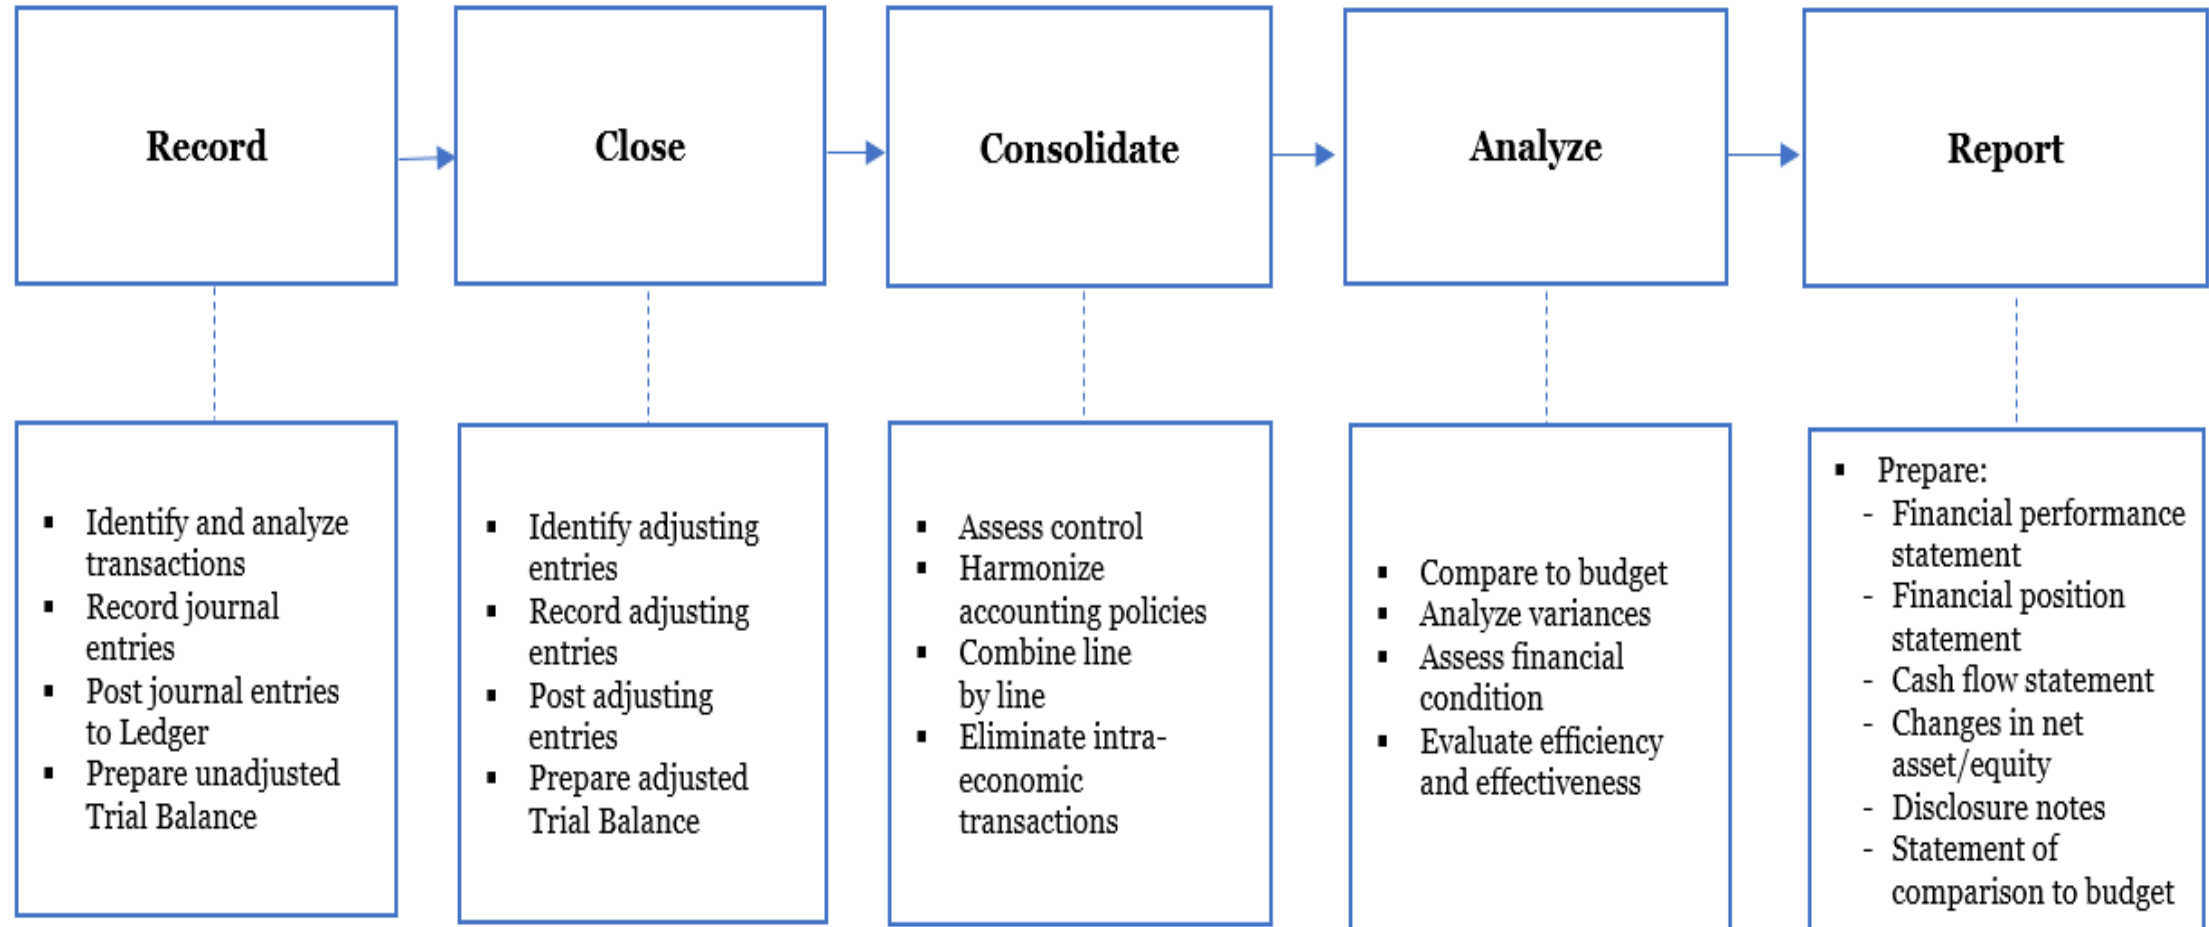 Record
Close
Consolidate
Analyze
Report
▪ Identify and analyze
transactions
▪ Record journal
entries
▪ Post journal entries
to Ledger
▪ Prepare unadjusted
Trial Balance
▪ Identify adjusting
entries
▪ Record adjusting
entries
▪ Post adjusting
entries
▪ Prepare adjusted
Trial Balance
▪ Assess control
▪ Harmonize
accounting policies
▪ Combine line
by line
▪ Eliminate intra-
economic
transactions
▪ Compare to budget
▪ Analyze variances
▪ Assess financial
condition
▪ Evaluate efficiency
and effectiveness
▪ Prepare:
- Financial performance
statement
- Financial position
statement
- Cash flow statement
- Changes in net
asset/equity
- Disclosure notes
- Statement of
comparison to budget